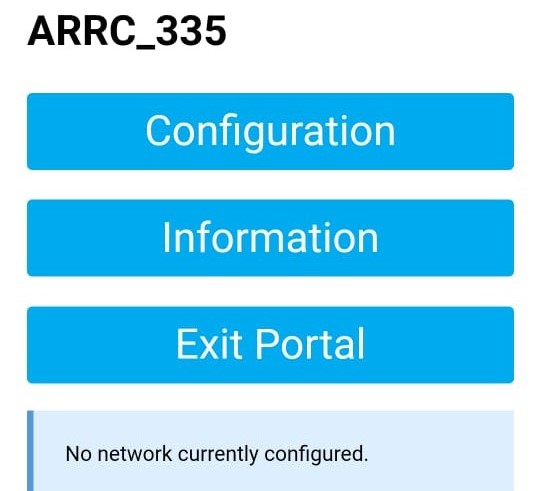 ARRC_335
Configuration
Information
Exit Portal
No network currently configured.